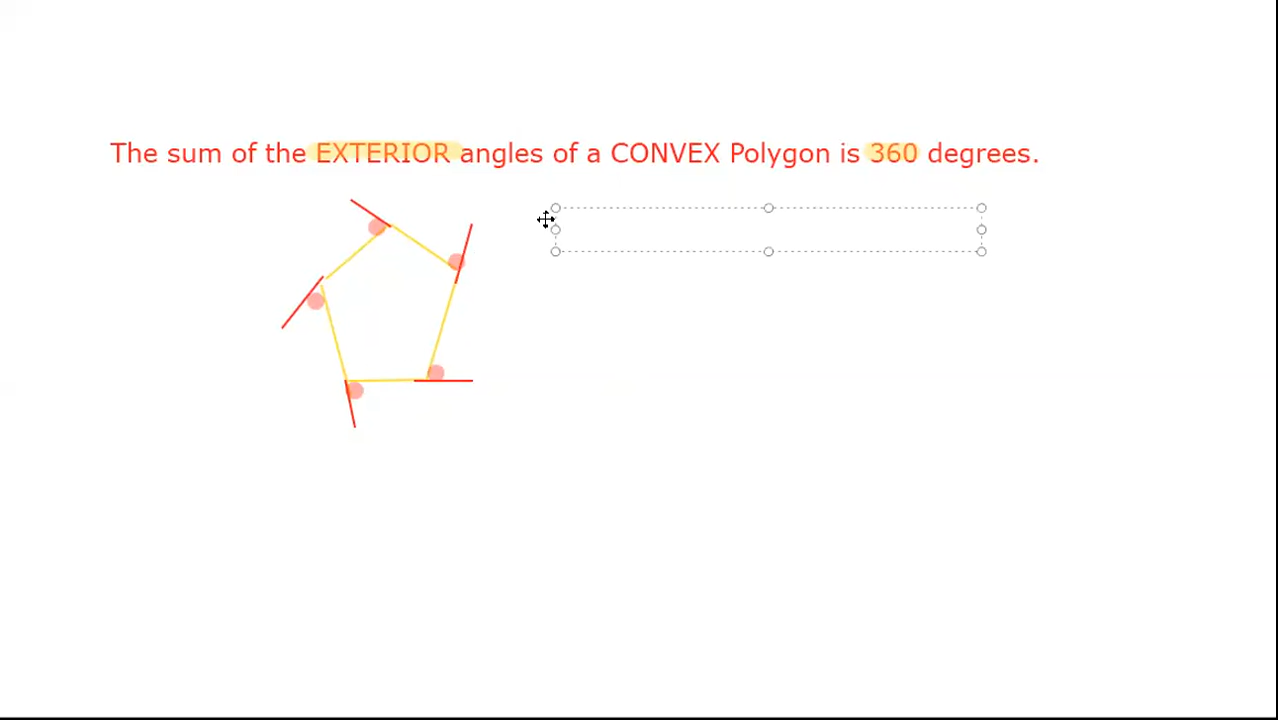 The sum of the EXTERIOR angles of a CONVEX Polygon is 360 degrees.